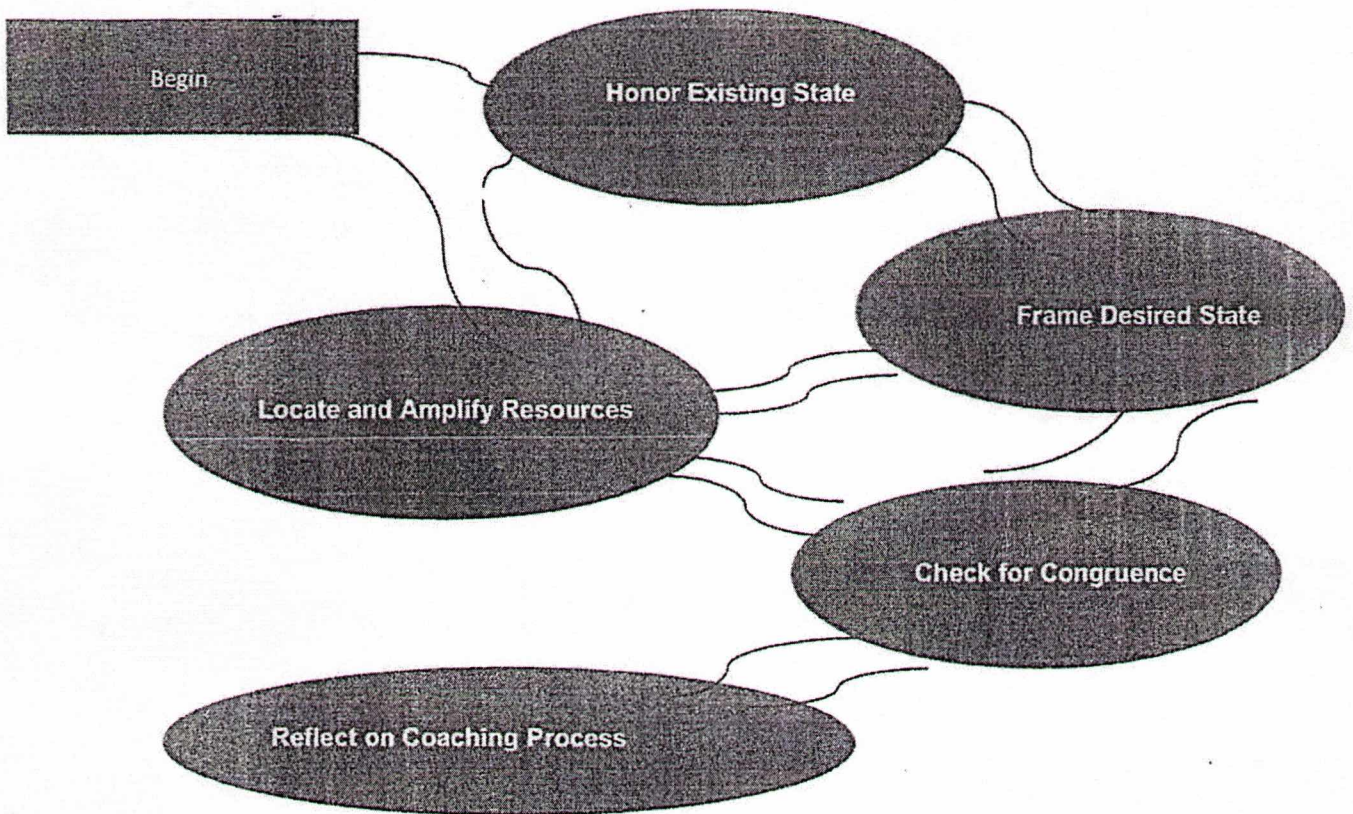 Begin
Honor Existing State
Frame Desired State
Locate and Amplify Resources
Check for Congruence
Reflect on Coaching Process